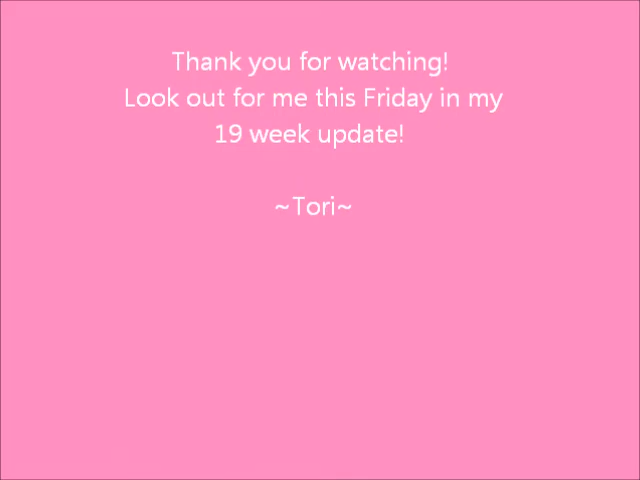 Thank you for watching!
Look out for me this Friday in my
19 week update!
~Tori~